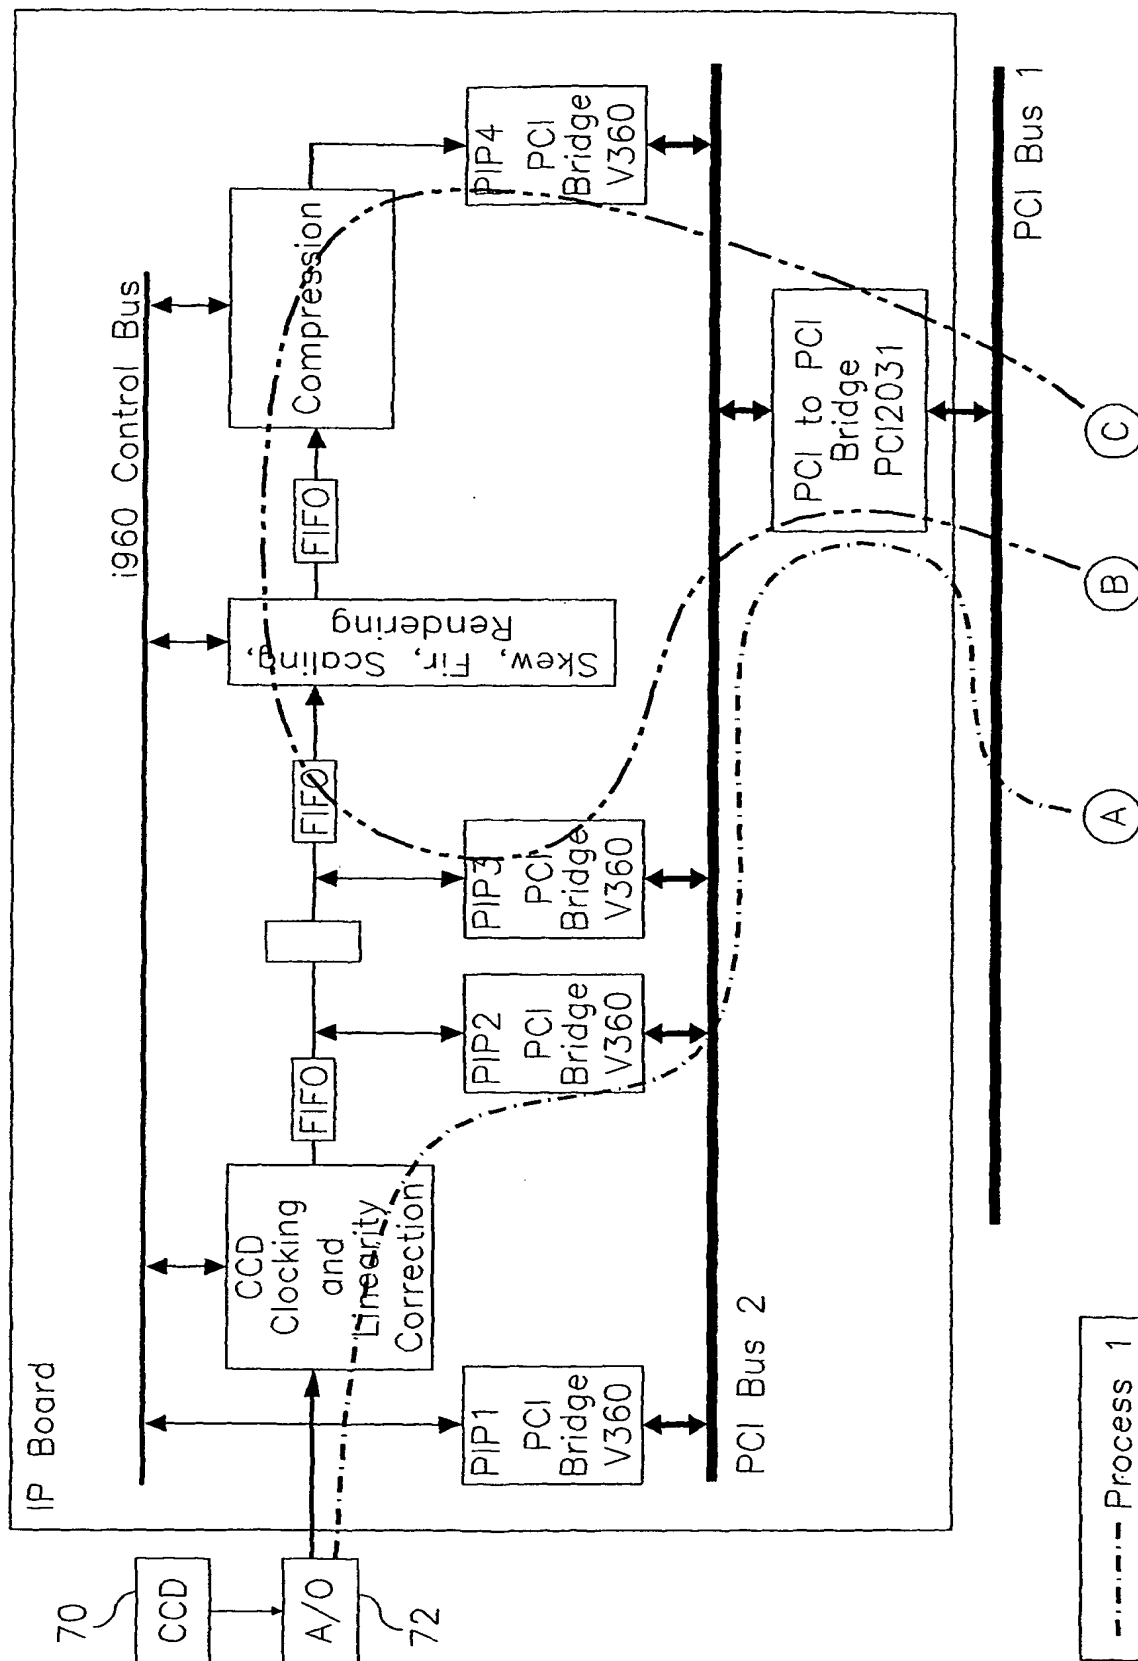 IP Board
70
CCD
A/O
72
i960 Control Bus
CCD
Clocking
and
Linearity
Correction
FIFO
FIFO
Skew, Fir, Scaling,
Rendering
FIFO
Compression
PIP1
PCI
Bridge
V360
PIP2
PCI
Bridge
V360
PIP3
PCI
Bridge
V360
PIP4
PCI
Bridge
V360
PCI Bus 2
PCI to PCI
Bridge
PCI2031
PCI Bus 1
A
B
C
Process 1